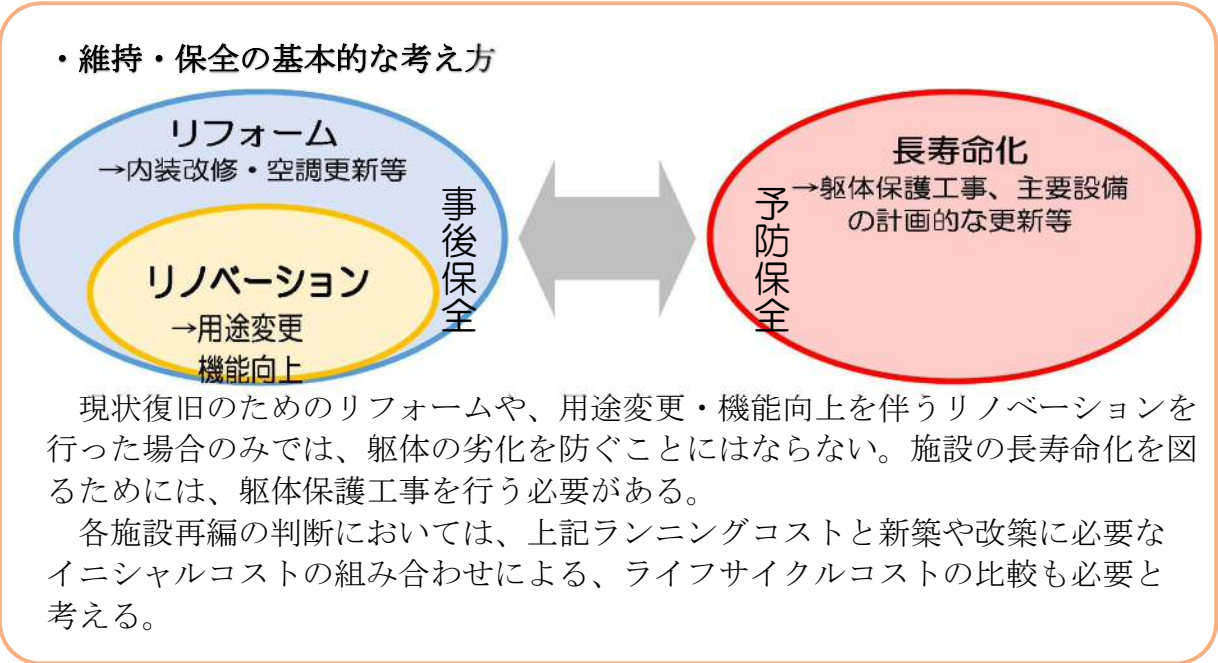 ・維持・保全の基本的な考え方
リフォーム
→内装改修・空調更新等
事後保全
リノベーション
→用途変更
機能向上
長寿命化
→躯体保護工事、主要設備
の計画的な更新等
予防保全
現状復旧のためのリフォームや、用途変更・機能向上を伴うリノベーションを
行った場合のみでは、躯体の劣化を防ぐことにはならない。施設の長寿命化を図
るためには、躯体保護工事を行う必要がある。
各施設再編の判断においては、上記ランニングコストと新築や改築に必要な
イニシャルコストの組み合わせによる、ライフサイクルコストの比較も必要と
考える。